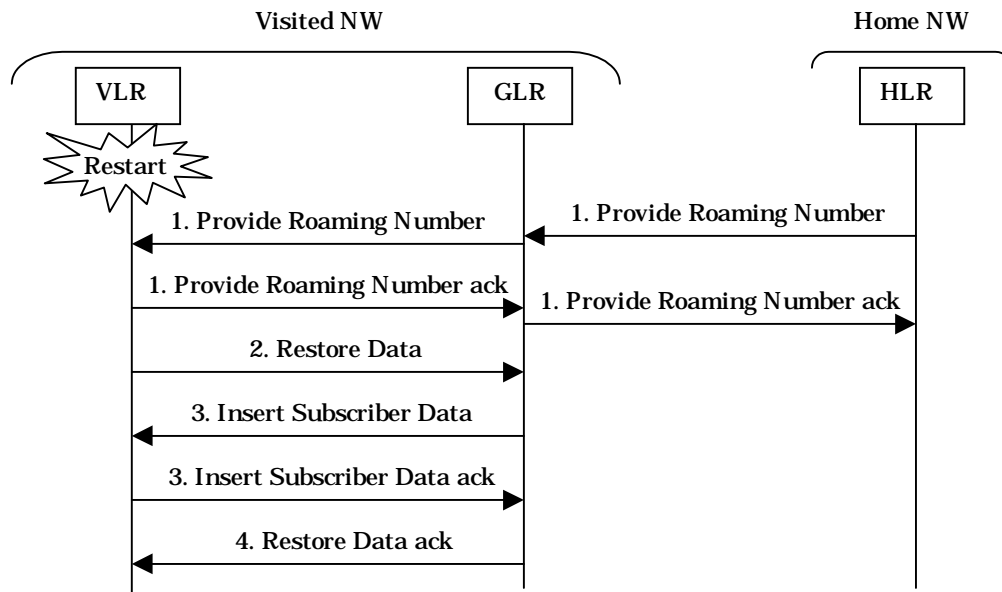 Visited NW
Home NW
VLR
GLR
HLR
Restart
1. Provide Roaming Number
1. Provide Roaming Number
1. Provide Roaming Number ack
1. Provide Roaming Number ack
2. Restore Data
3. Insert Subscriber Data
3. Insert Subscriber Data ack
4. Restore Data ack